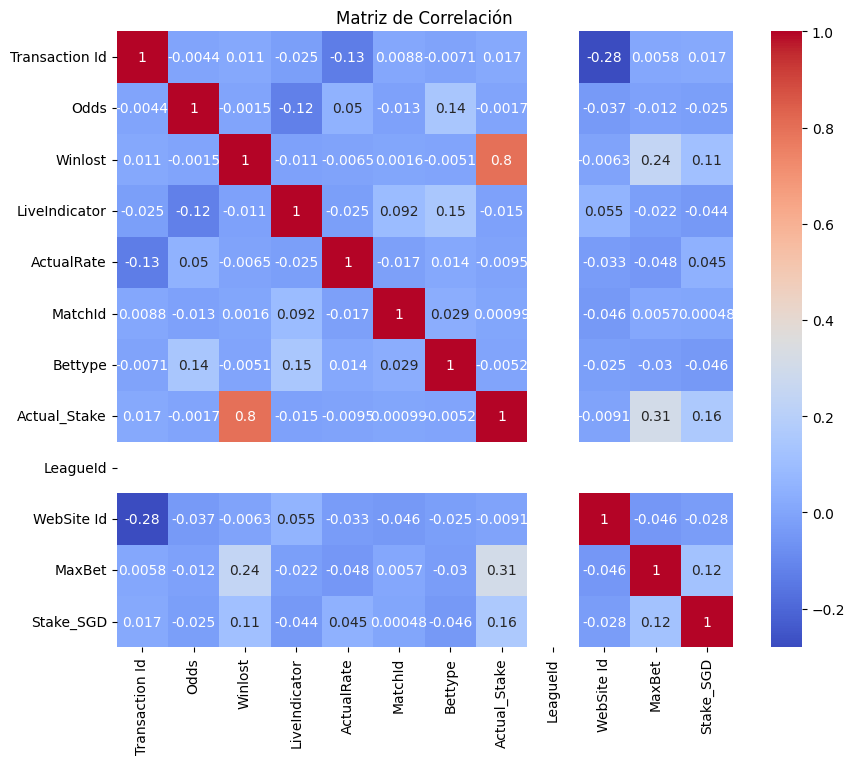 Matriz de Correlación
Transaction Id 1 -0.0044 0.011 -0.025 -0.13 0.0088 -0.0071 0.017 -0.28 0.0058 0.017
Odds -0.0044 1 -0.0015 -0.12 0.05 -0.013 0.14 -0.0017 -0.037 -0.012 -0.025
Winlost 0.011 -0.0015 1 -0.011 -0.0065 0.0016 -0.0051 0.8 -0.0063 0.24 0.11
LiveIndicator -0.025 -0.12 -0.011 1 -0.025 0.092 0.15 -0.015 0.055 -0.022 -0.044
ActualRate -0.13 0.05 -0.0065 -0.025 1 -0.017 0.014 -0.0095 -0.033 -0.048 0.045
MatchId 0.0088 -0.013 0.0016 0.092 -0.017 1 0.029 0.00099 -0.046 0.0057 0.00048
Bettype -0.0071 0.14 -0.0051 0.15 0.014 0.029 1 -0.0052 -0.025 -0.03 -0.046
Actual_Stake 0.017 -0.0017 0.8 -0.015 -0.0095 0.00099 -0.0052 1 -0.0091 0.31 0.16
LeagueId
WebSite Id -0.28 -0.037 -0.0063 0.055 -0.033 -0.046 -0.025 -0.0091 1 -0.046 -0.028
MaxBet 0.0058 -0.012 0.24 -0.022 -0.048 0.0057 -0.03 0.31 -0.046 1 0.12
Stake_SGD 0.017 -0.025 0.11 -0.044 0.045 0.00048 -0.046 0.16 -0.028 0.12 1
Transaction Id
Odds
Winlost
LiveIndicator
ActualRate
MatchId
Bettype
Actual_Stake
LeagueId
WebSite Id
MaxBet
Stake_SGD
1.0
0.8
0.6
0.4
0.2
0.0
−0.2